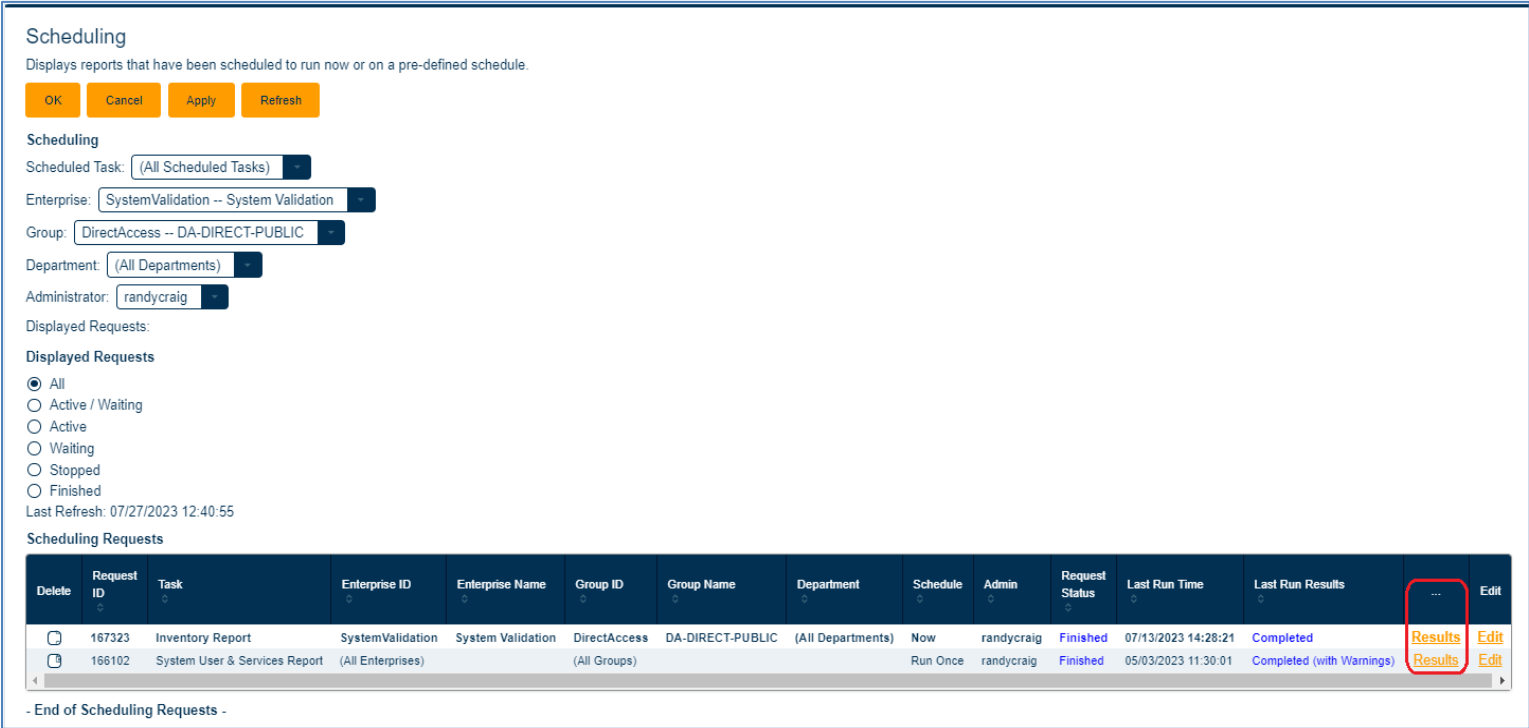 Scheduling
Displays reports that have been scheduled to run now or on a pre-defined schedule.
OK Cancel Apply Refresh
Scheduling
Scheduled Task: (All Scheduled Tasks)
Enterprise: SystemValidation -- System Validation
Group: DirectAccess -- DA-DIRECT-PUBLIC
Department: (All Departments)
Administrator: randycraig
Displayed Requests:
Displayed Requests
All
Active / Waiting
Active
Waiting
Stopped
Finished
Last Refresh: 07/27/2023 12:40:55
Scheduling Requests
Delete Request ID Task Enterprise ID Enterprise Name Group ID Group Name Department Schedule Admin Request Status Last Run Time Last Run Results ... Edit
167323 Inventory Report SystemValidation System Validation DirectAccess DA-DIRECT-PUBLIC (All Departments) Now randycraig Finished 07/13/2023 14:28:21 Completed Results Edit
166102 System User & Services Report (All Enterprises) (All Groups) Run Once randycraig Finished 05/03/2023 11:30:01 Completed (with Warnings) Results Edit
- End of Scheduling Requests -